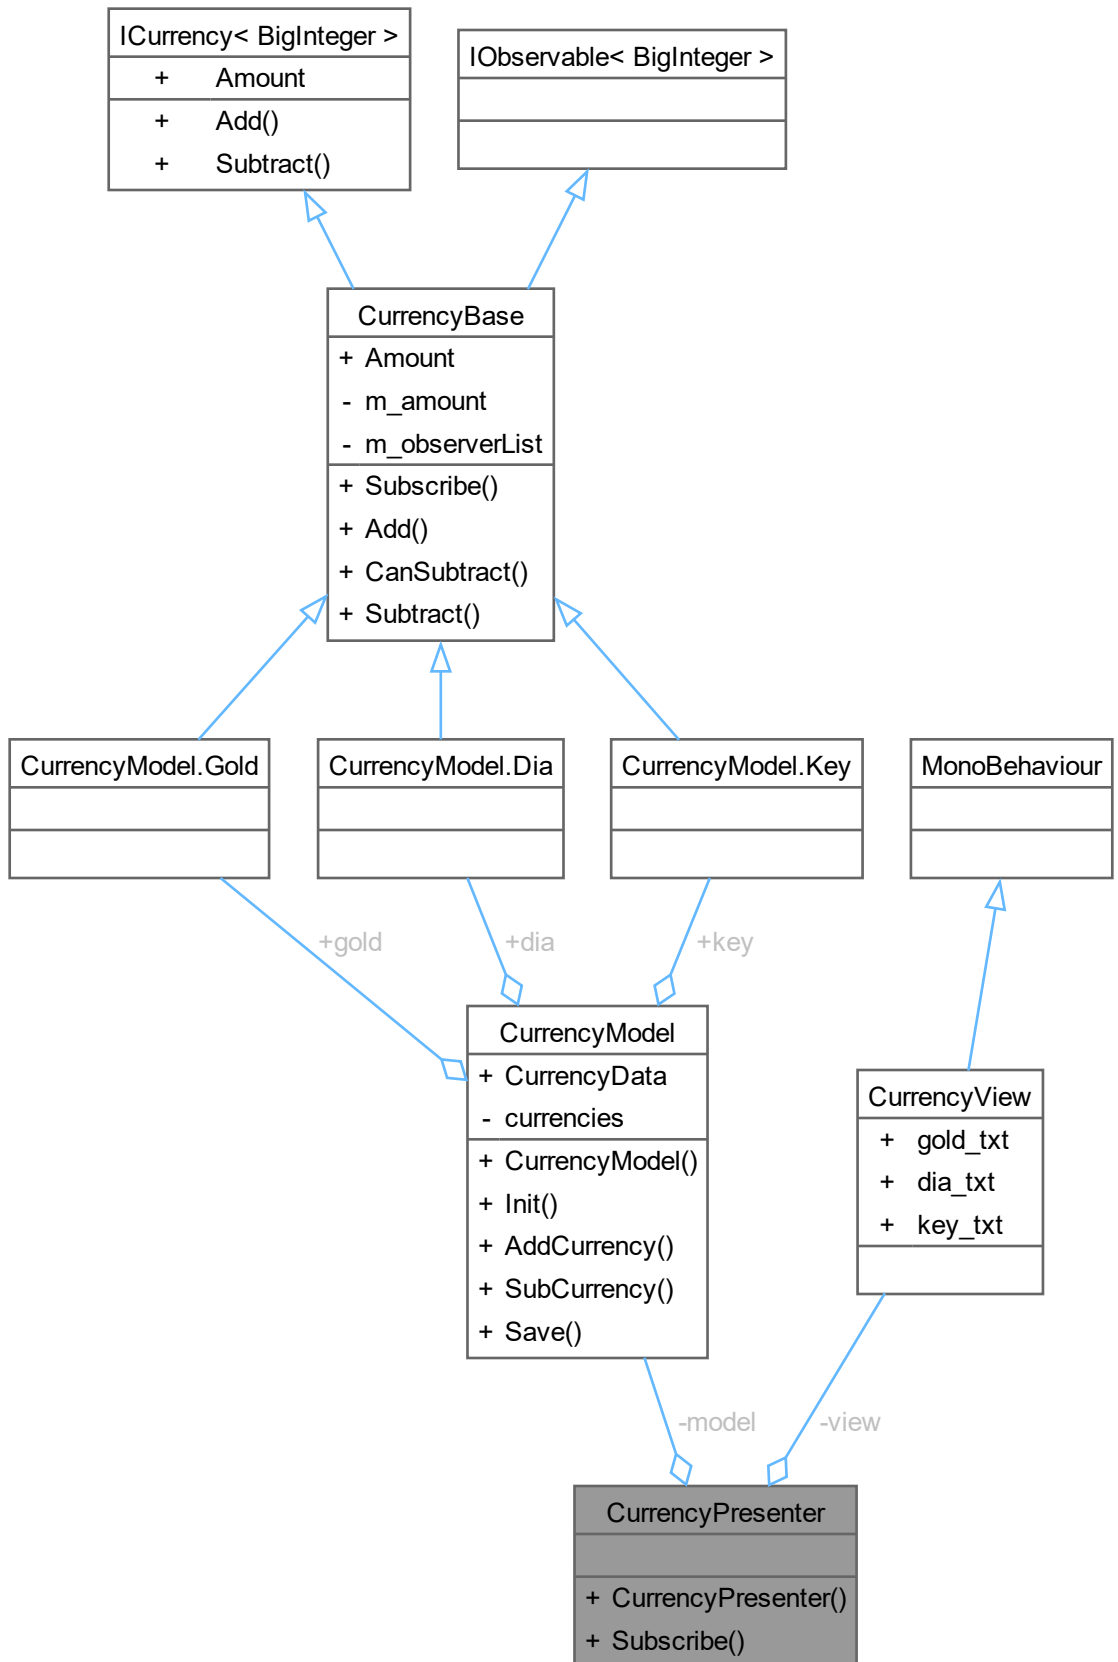 ICurrency< BigInteger >
+ Amount
+ Add()
+ Subtract()
IObservable< BigInteger >
CurrencyBase
+ Amount
- m_amount
- m_observerList
+ Subscribe()
+ Add()
+ CanSubtract()
+ Subtract()
CurrencyModel.Gold
CurrencyModel.Dia
CurrencyModel.Key
MonoBehaviour
+gold
+dia
+key
CurrencyModel
+ CurrencyData
- currencies
+ CurrencyModel()
+ Init()
+ AddCurrency()
+ SubCurrency()
+ Save()
CurrencyView
+ gold_txt
+ dia_txt
+ key_txt
-model
-view
CurrencyPresenter
+ CurrencyPresenter()
+ Subscribe()